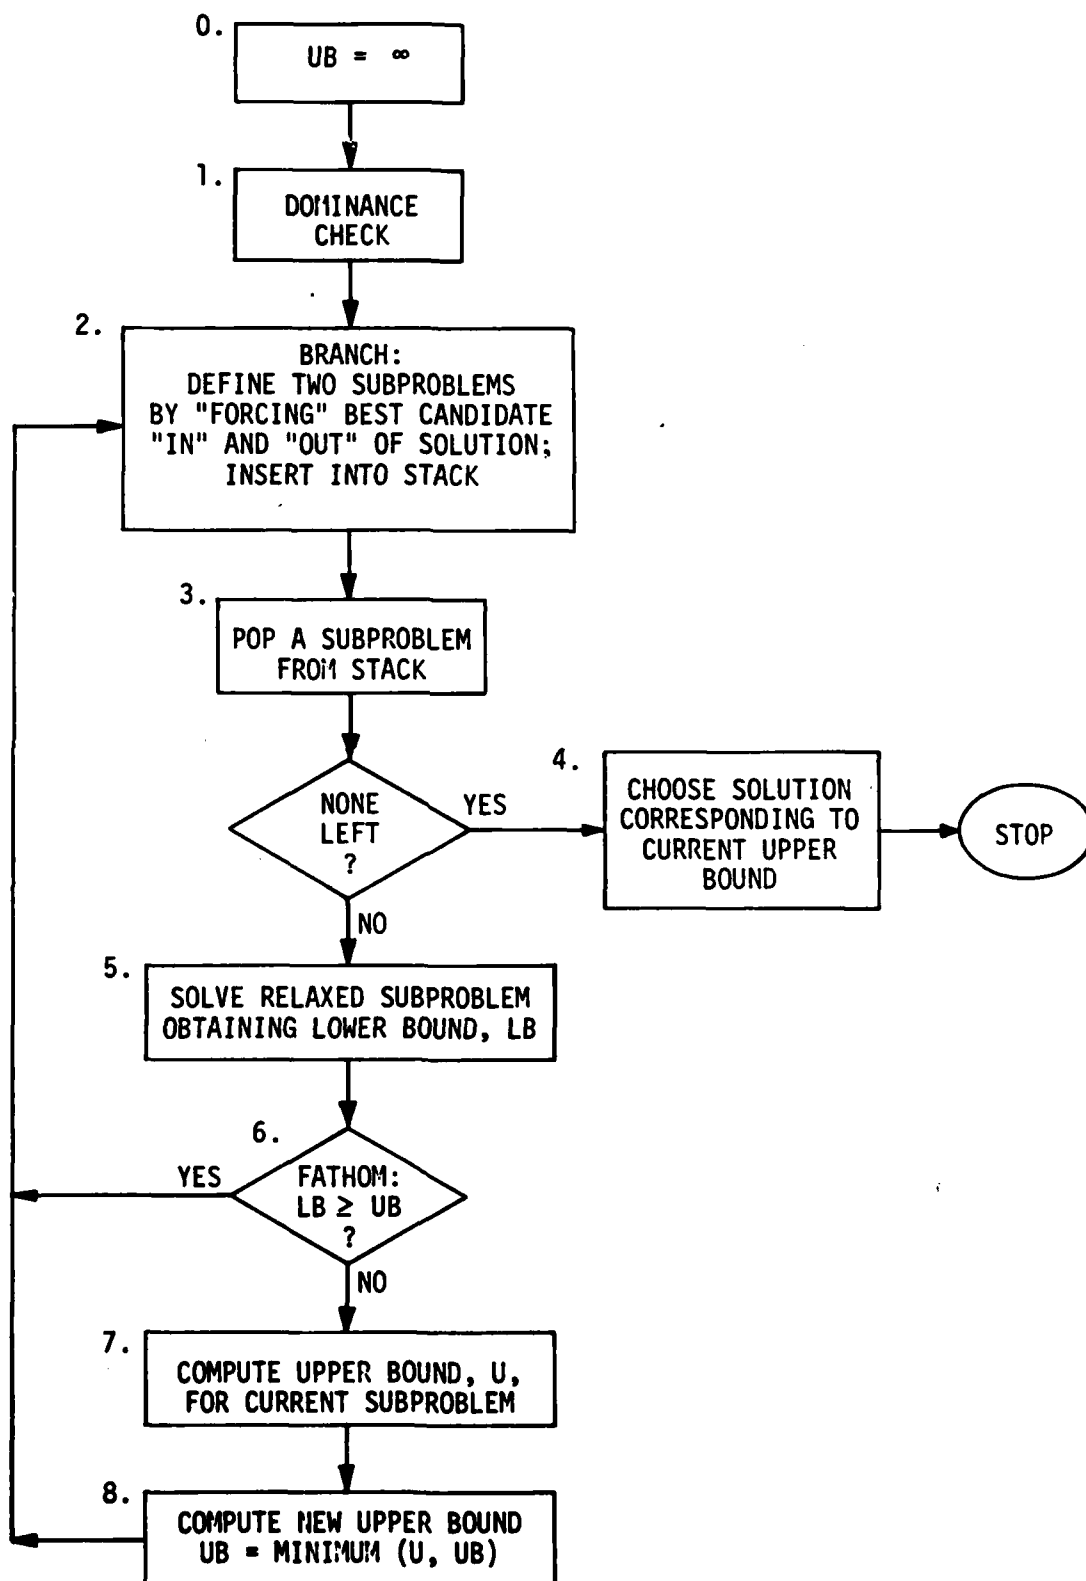 0.
UB = ∞
1.
DOMINANCE
CHECK
2.
BRANCH:
DEFINE TWO SUBPROBLEMS
BY "FORCING" BEST CANDIDATE
"IN" AND "OUT" OF SOLUTION;
INSERT INTO STACK
3.
POP A SUBPROBLEM
FROM STACK
NONE
LEFT
?
YES
NO
4.
CHOOSE SOLUTION
CORRESPONDING TO
CURRENT UPPER
BOUND
STOP
5.
SOLVE RELAXED SUBPROBLEM
OBTAINING LOWER BOUND, LB
6.
FATHOM:
LB ≥ UB
?
YES
NO
7.
COMPUTE UPPER BOUND, U,
FOR CURRENT SUBPROBLEM
8.
COMPUTE NEW UPPER BOUND
UB = MINIMUM (U, UB)